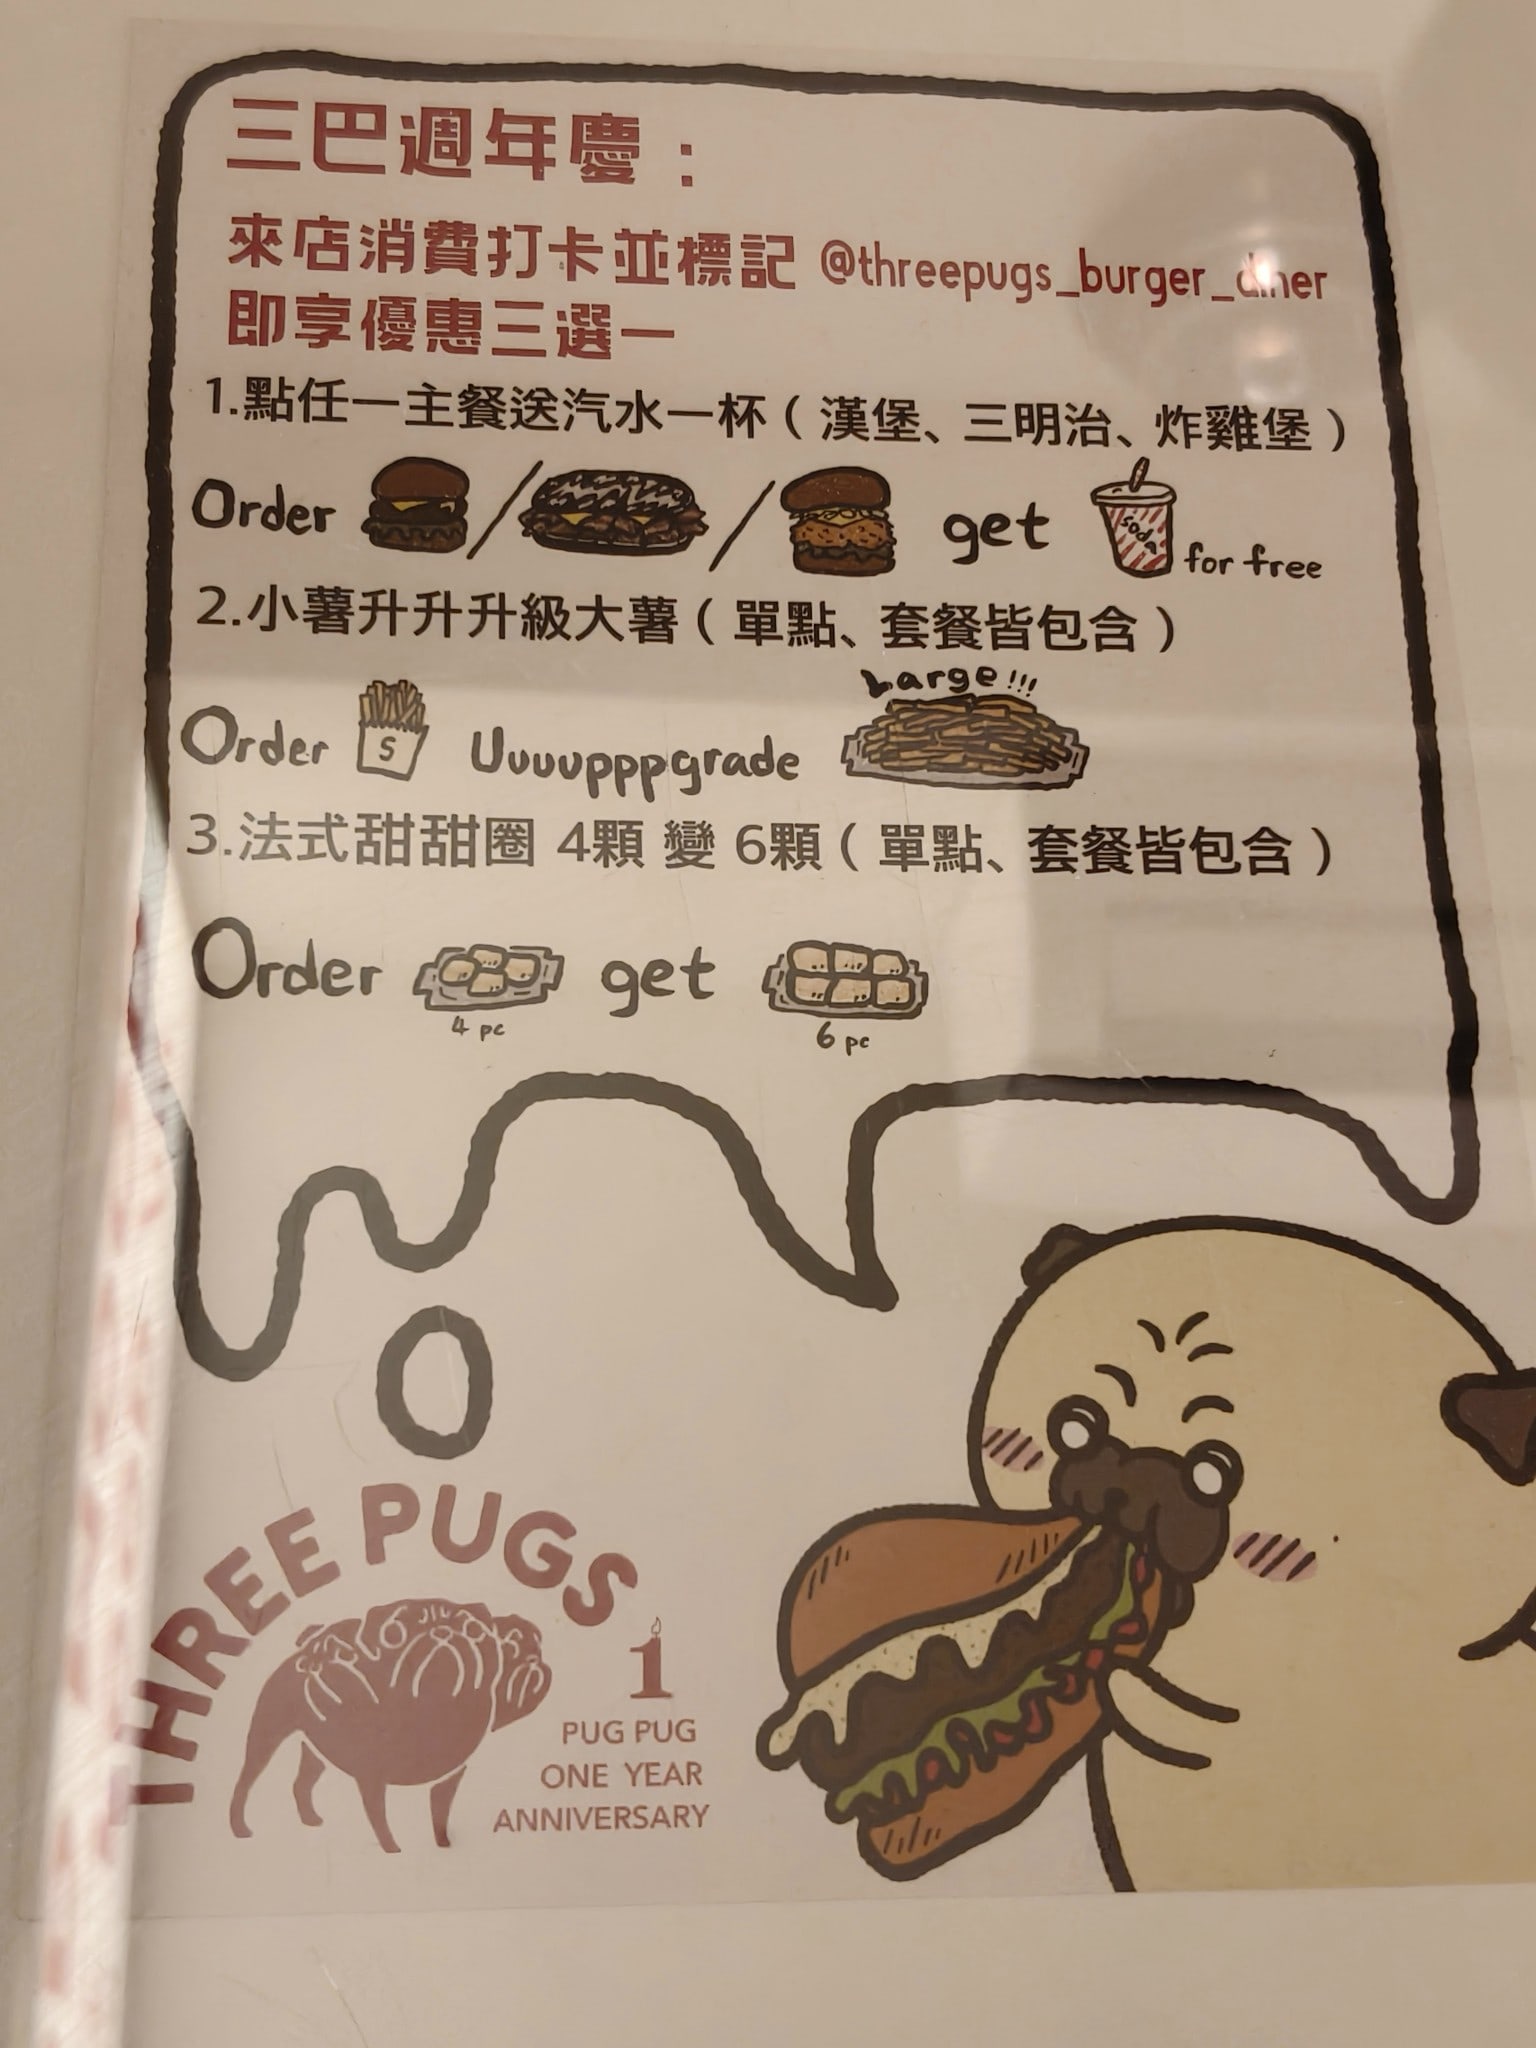 三巴週年慶：
來店消費打卡並標記 @threepugs_burger_diner
即享優惠三選一
1.點任一主餐送汽水一杯（漢堡、三明治、炸雞堡）
Order / / get SODA for free
2.小薯升升升級大薯（單點、套餐皆包含）
Large!!!
Order S Uuuupppgrade
3.法式甜甜圈 4顆 變 6顆（單點、套餐皆包含）
Order get
4 pc 6 pc
THREE PUGS
1
PUG PUG
ONE YEAR
ANNIVERSARY